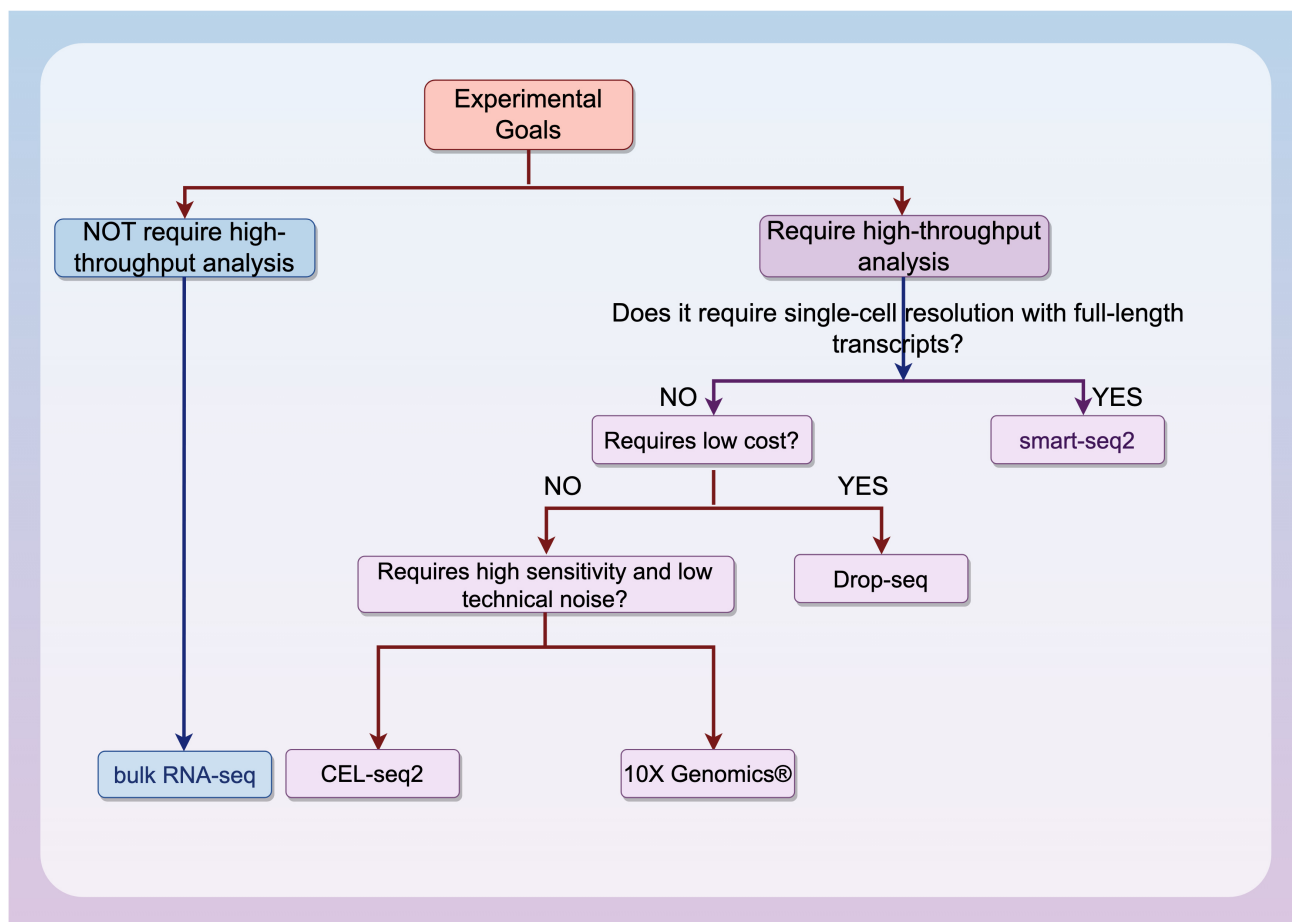 Experimental
Goals
NOT require high-
throughput analysis
Require high-throughput
analysis
Does it require single-cell resolution with full-length
transcripts?
NO
YES
Requires low cost?
smart-seq2
NO
YES
Requires high sensitivity and low
technical noise?
Drop-seq
bulk RNA-seq
CEL-seq2
10X Genomics®